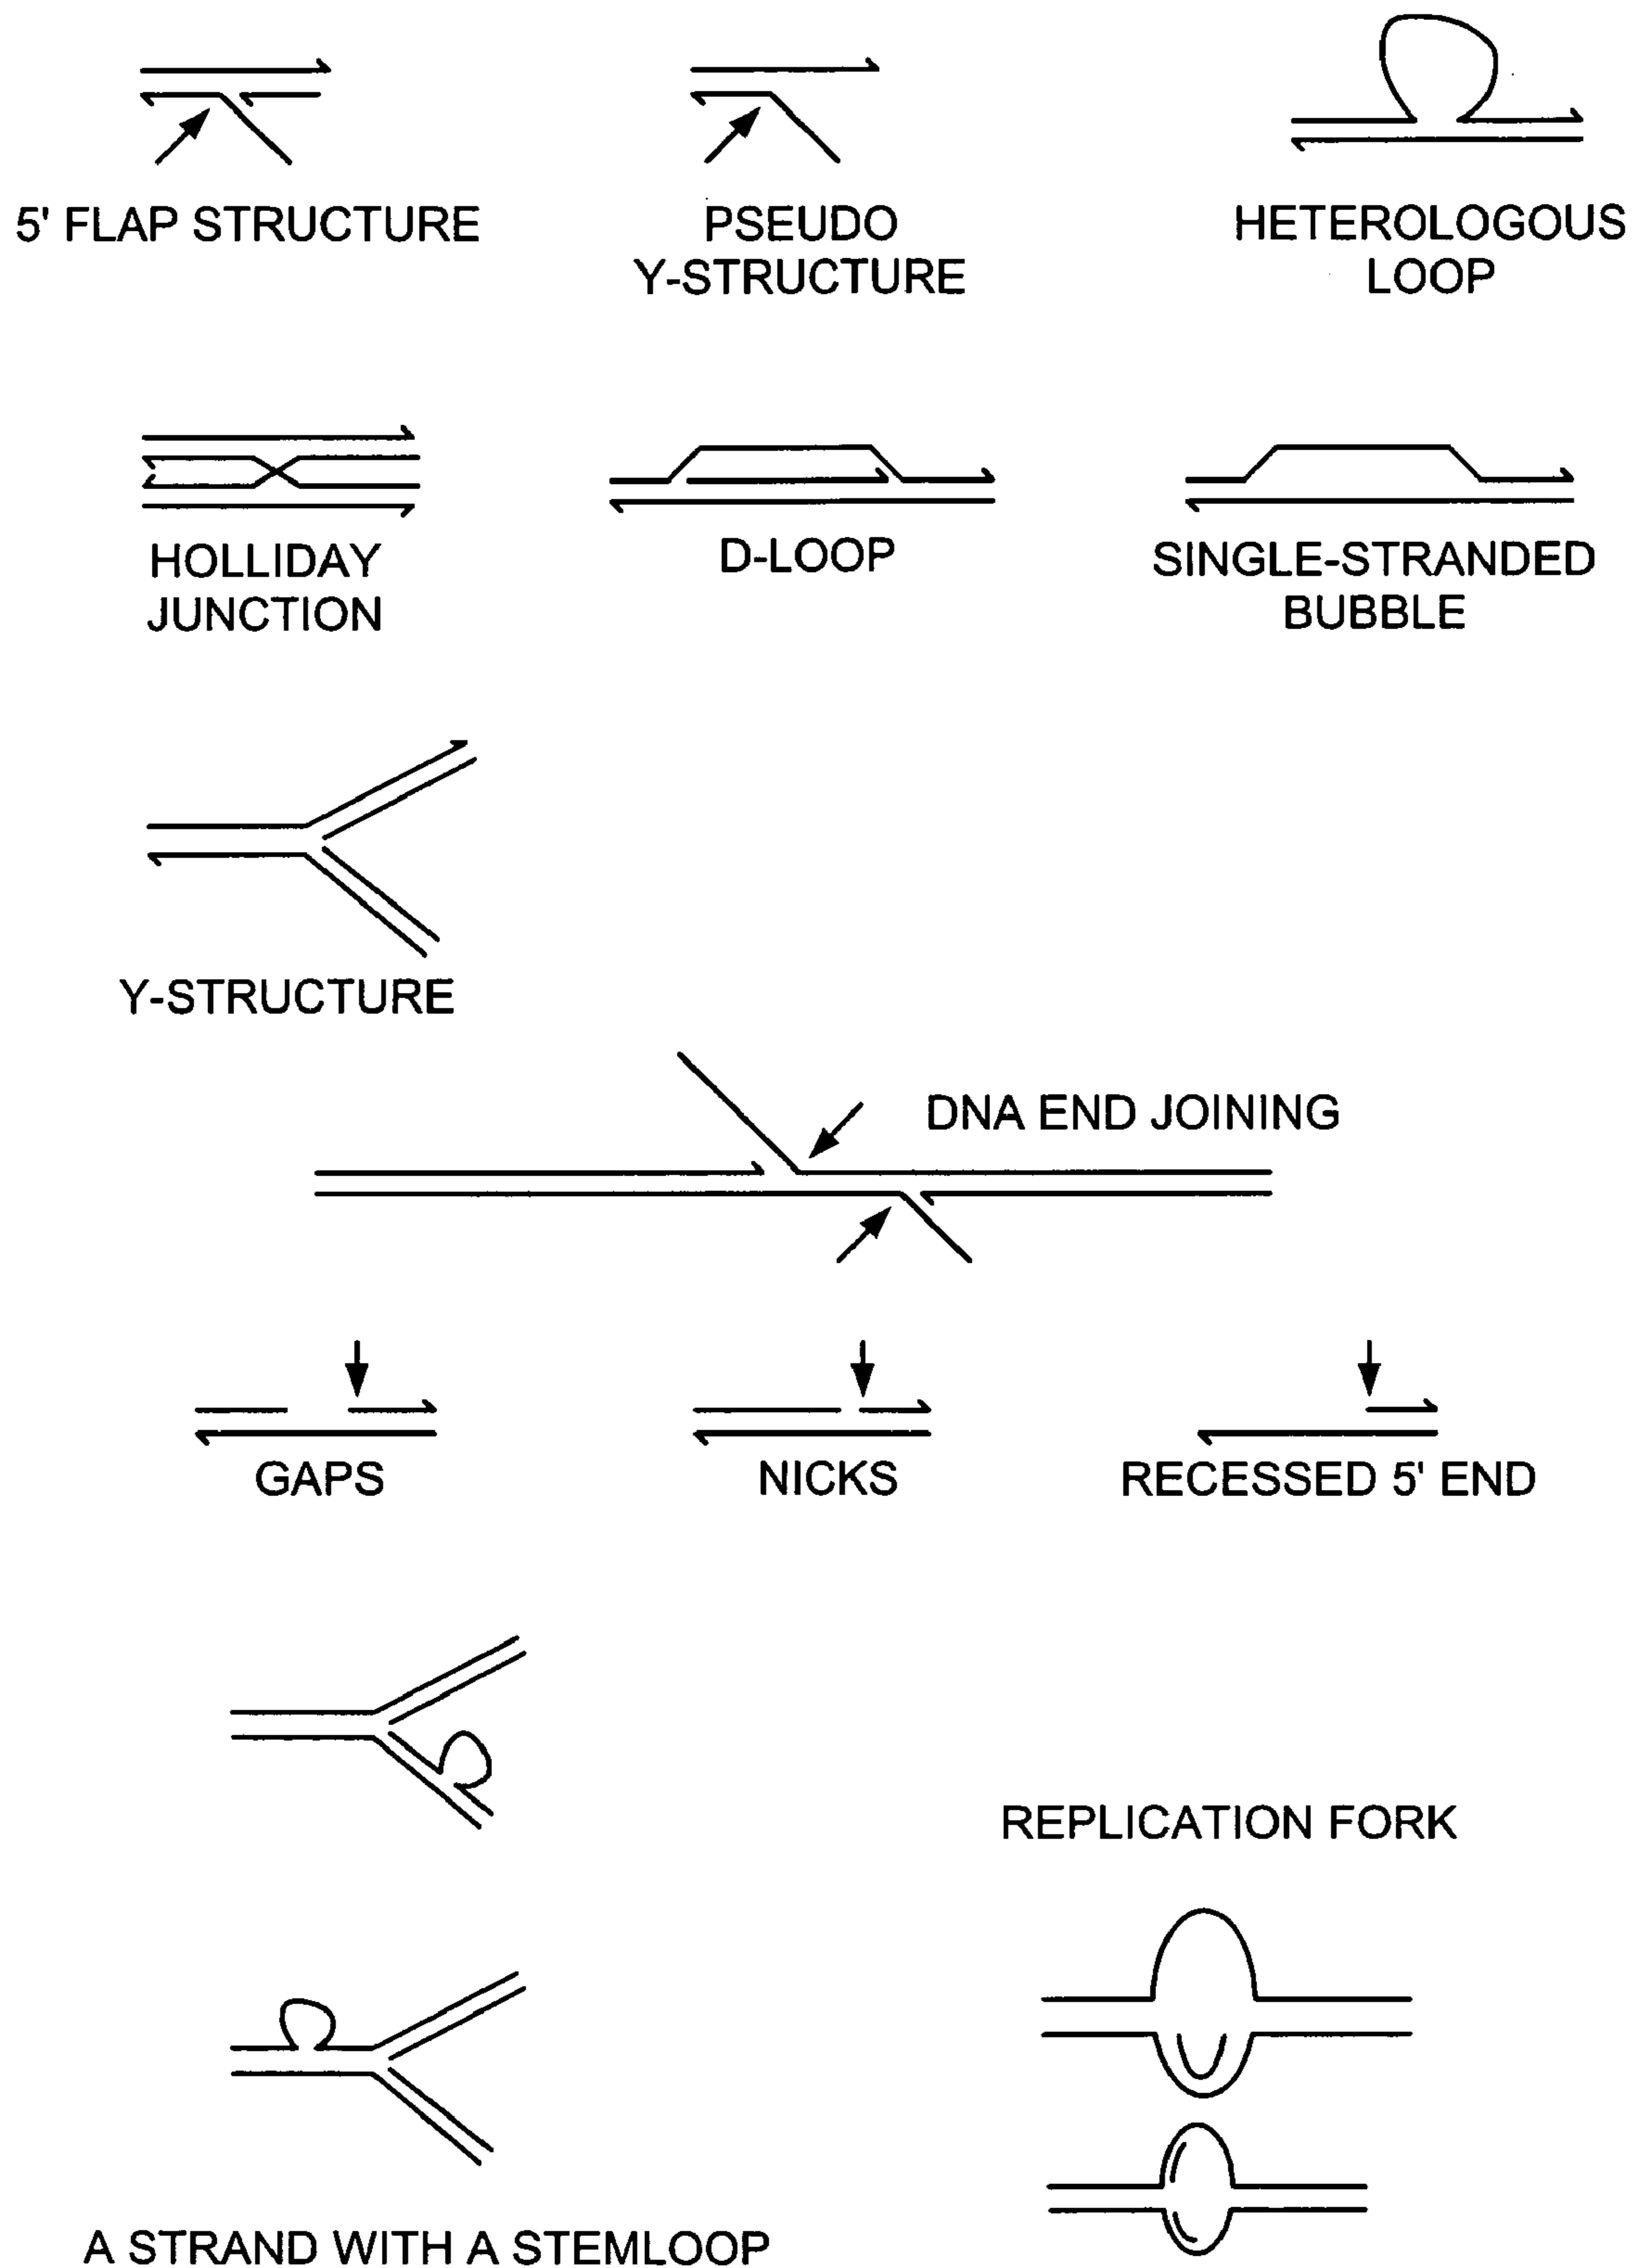 5' FLAP STRUCTURE
PSEUDO
Y-STRUCTURE
HETEROLOGOUS
LOOP
HOLLIDAY
JUNCTION
D-LOOP
SINGLE-STRANDED
BUBBLE
Y-STRUCTURE
DNA END JOINING
GAPS
NICKS
RECESSED 5' END
REPLICATION FORK
A STRAND WITH A STEMLOOP